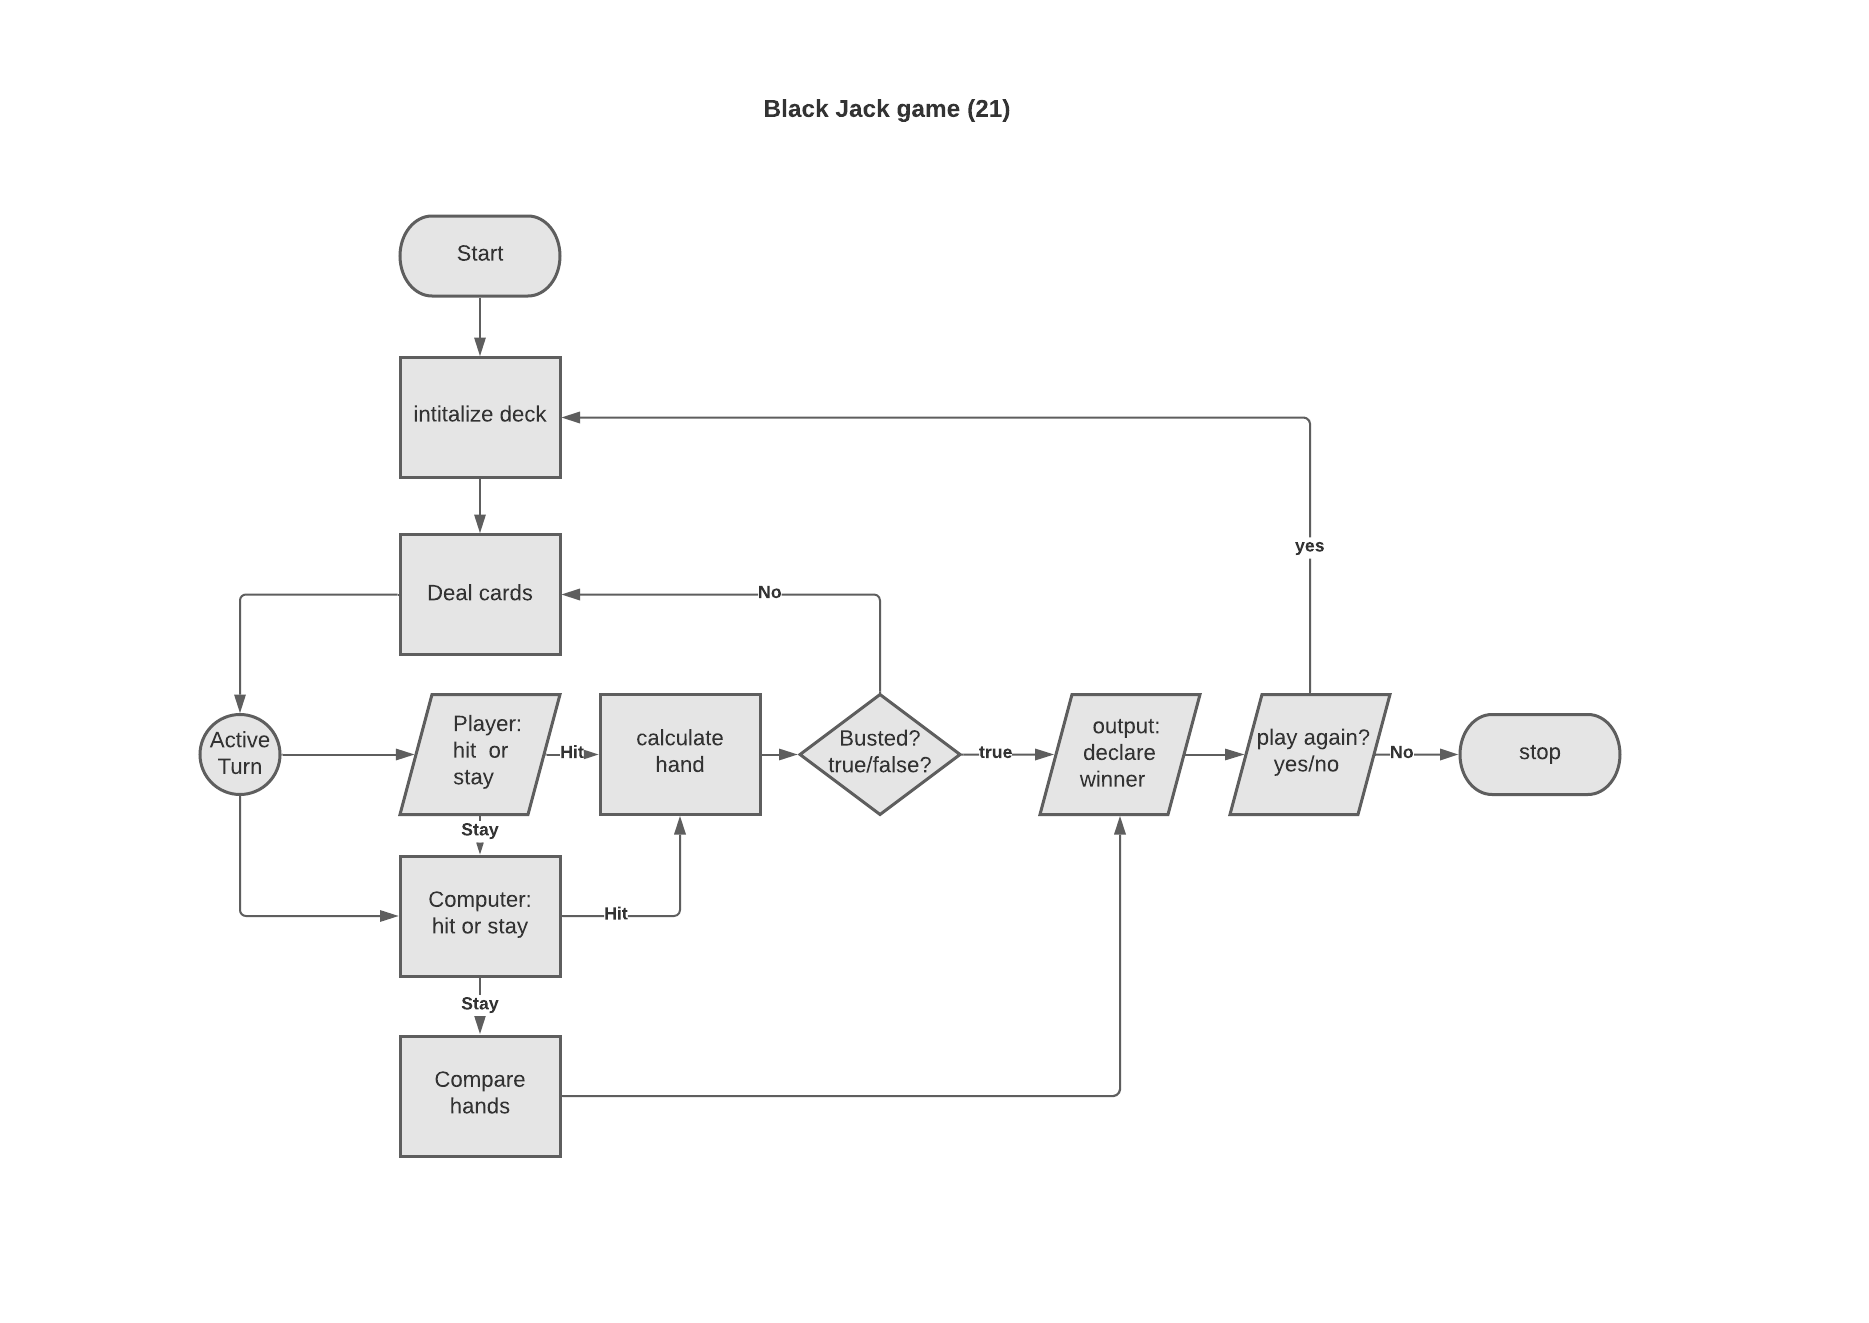 Black Jack game (21)
Start
intitalize deck
yes
Deal cards
No
Active
Turn
Player:
hit or
stay
Hit
calculate
hand
Busted?
true/false?
true
output:
declare
winner
play again?
yes/no
No
stop
Stay
Computer:
hit or stay
Hit
Stay
Compare
hands